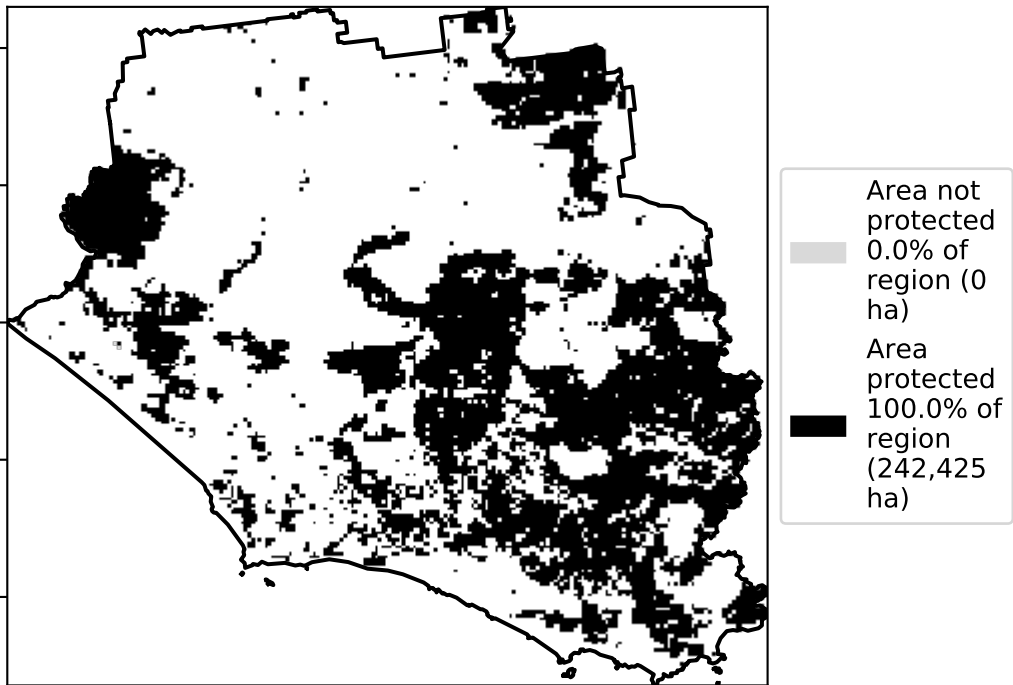 Area not
protected
0.0% of
region (0
ha)
Area
protected
100.0% of
region
(242,425
ha)